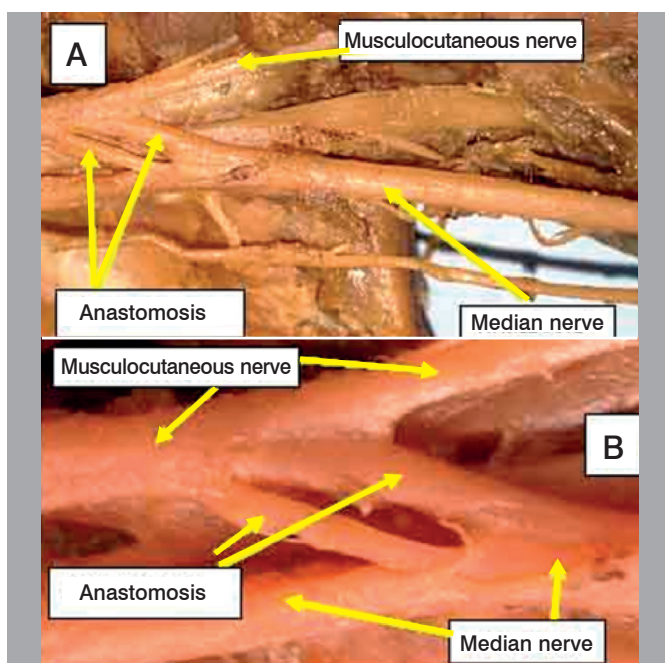 A
Musculocutaneous nerve
Anastomosis
Median nerve
Musculocutaneous nerve
B
Anastomosis
Median nerve